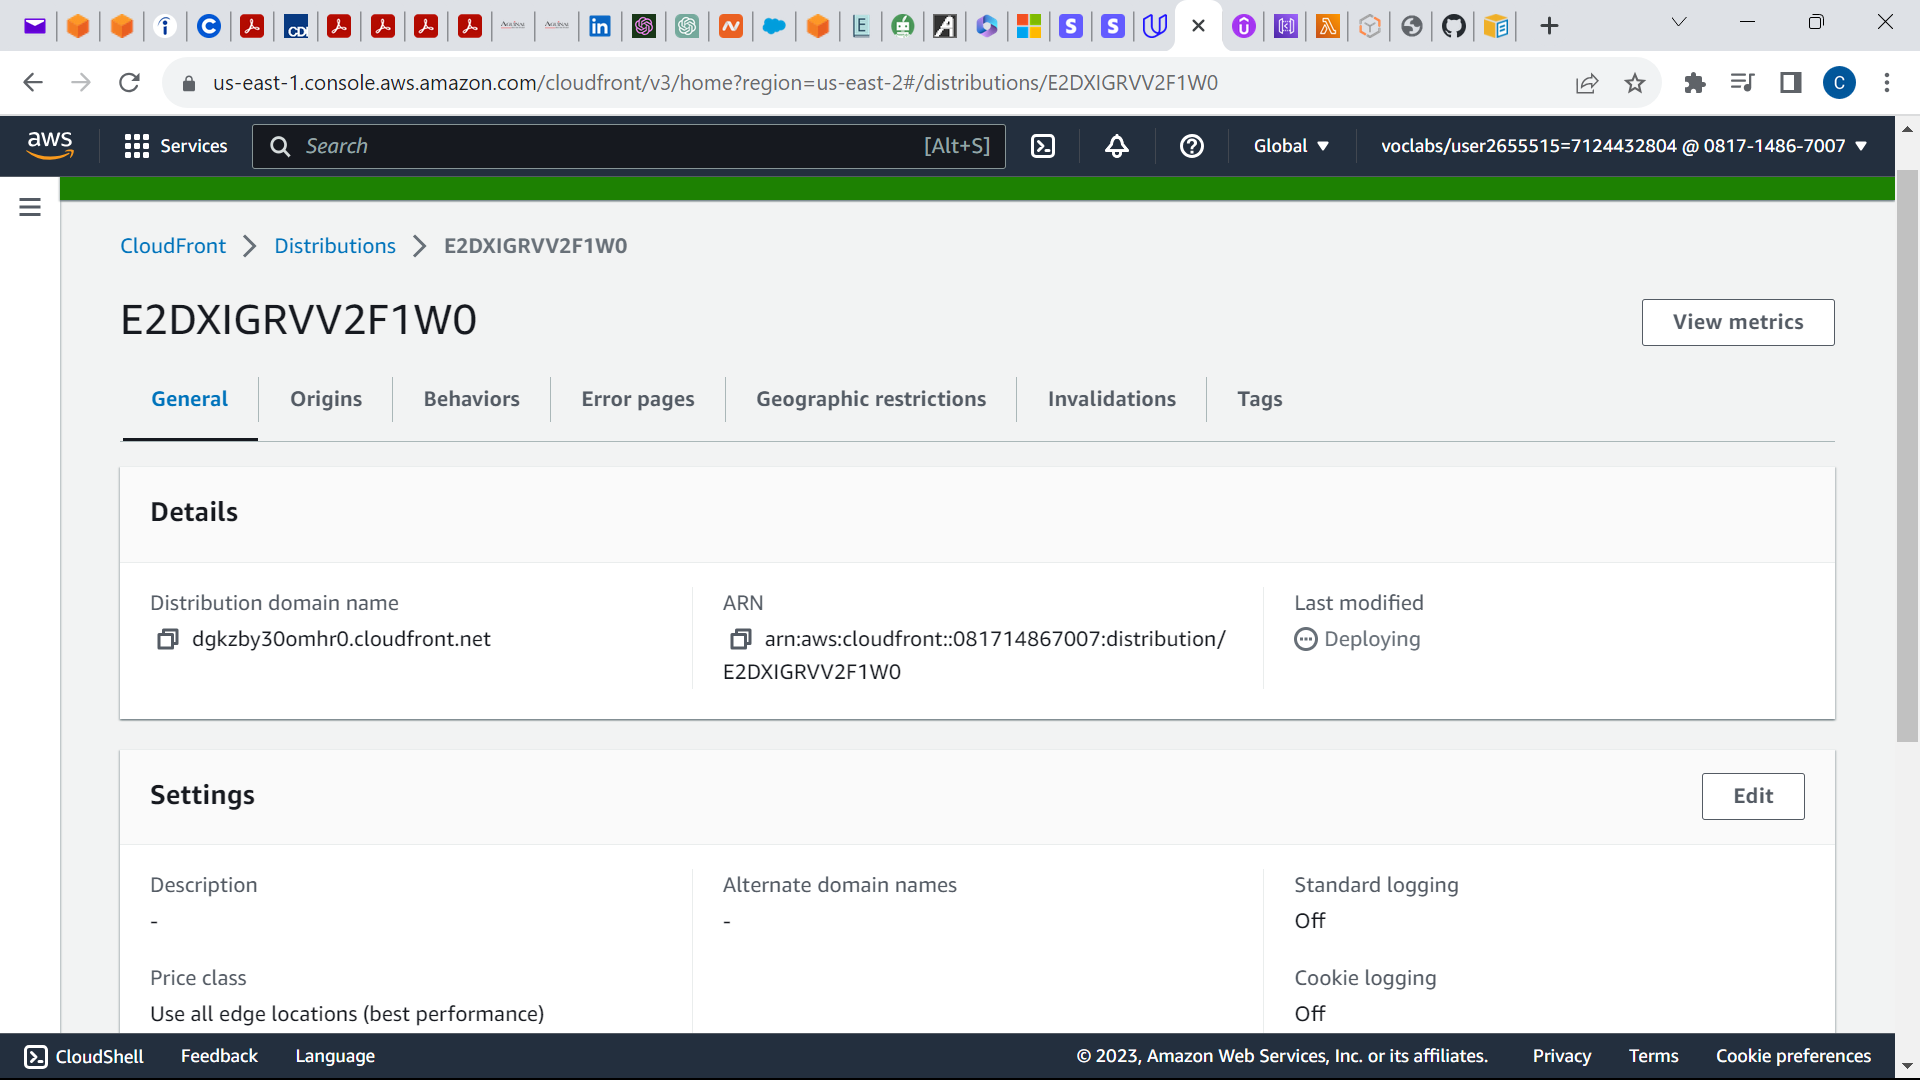 us-east-1.console.aws.amazon.com/cloudfront/v3/home?region=us-east-2#/distributions/E2DXIGRVV2F1W0
C
aws
Services
Search
[Alt+S]
Global
voclabs/user2655515=7124432804 @ 0817-1486-7007
CloudFront
Distributions
E2DXIGRVV2F1W0
E2DXIGRVV2F1W0
View metrics
General
Origins
Behaviors
Error pages
Geographic restrictions
Invalidations
Tags
Details
Distribution domain name
dgkzby30omhr0.cloudfront.net
ARN
arn:aws:cloudfront::081714867007:distribution/
E2DXIGRVV2F1W0
Last modified
Deploying
Settings
Edit
Description
-
Alternate domain names
-
Standard logging
Off
Price class
Use all edge locations (best performance)
Cookie logging
Off
CloudShell
Feedback
Language
© 2023, Amazon Web Services, Inc. or its affiliates.
Privacy
Terms
Cookie preferences